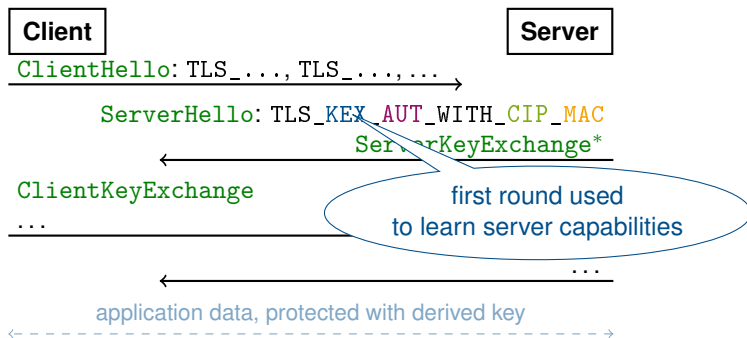 Client
Server
ClientHello: TLS_..., TLS_..., ...
ServerHello: TLS_KEX_AUT_WITH_CIP_MAC
ServerKeyExchange*
ClientKeyExchange
first round used
to learn server capabilities
...
...
application data, protected with derived key